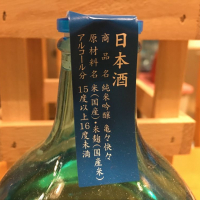 日本酒
商品名 純米吟醸 亀々快々
原材料名 米(国産)・米麹(国産米)
アルコール分 15度以上16度未満